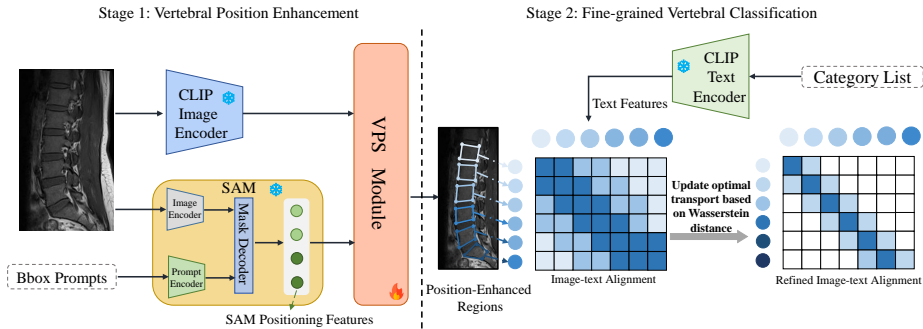 Stage 1: Vertebral Position Enhancement
Stage 2: Fine-grained Vertebral Classification
CLIP
Image
Encoder
SAM
Image
Encoder
Mask Decoder
Bbox Prompts
Prompt
Encoder
SAM Positioning Features
VPS Module
CLIP
Text
Encoder
Category List
Text Features
Update optimal
transport based
on Wasserstein
distance
Position-Enhanced
Regions
Image-text Alignment
Refined Image-text Alignment